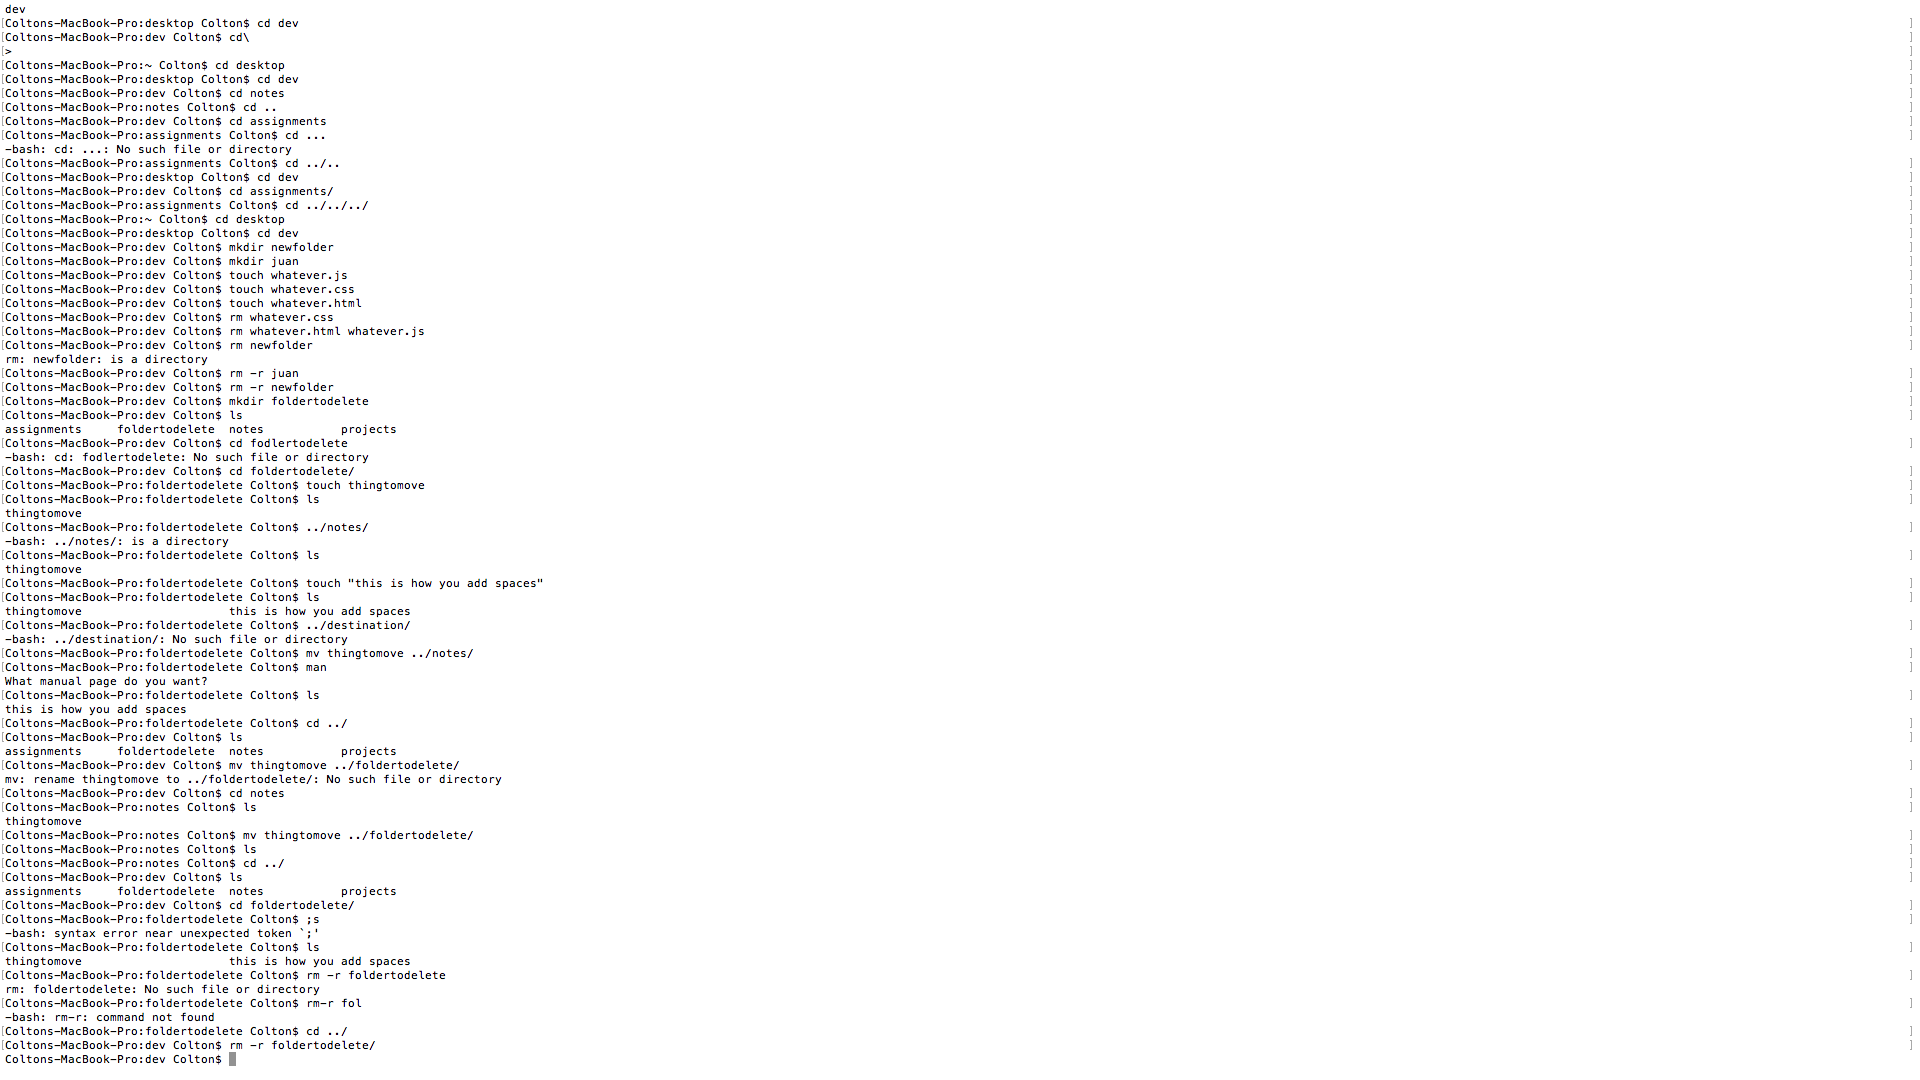 dev
[Coltons-MacBook-Pro:desktop Colton$ cd dev ]
[Coltons-MacBook-Pro:dev Colton$ cd\ ]
[> ]
[Coltons-MacBook-Pro:~ Colton$ cd desktop ]
[Coltons-MacBook-Pro:desktop Colton$ cd dev ]
[Coltons-MacBook-Pro:dev Colton$ cd notes ]
[Coltons-MacBook-Pro:notes Colton$ cd .. ]
[Coltons-MacBook-Pro:dev Colton$ cd assignments ]
[Coltons-MacBook-Pro:assignments Colton$ cd ... ]
-bash: cd: ...: No such file or directory
[Coltons-MacBook-Pro:assignments Colton$ cd ../.. ]
[Coltons-MacBook-Pro:desktop Colton$ cd dev ]
[Coltons-MacBook-Pro:dev Colton$ cd assignments/ ]
[Coltons-MacBook-Pro:assignments Colton$ cd ../../../ ]
[Coltons-MacBook-Pro:~ Colton$ cd desktop ]
[Coltons-MacBook-Pro:desktop Colton$ cd dev ]
[Coltons-MacBook-Pro:dev Colton$ mkdir newfolder ]
[Coltons-MacBook-Pro:dev Colton$ mkdir juan ]
[Coltons-MacBook-Pro:dev Colton$ touch whatever.js ]
[Coltons-MacBook-Pro:dev Colton$ touch whatever.css ]
[Coltons-MacBook-Pro:dev Colton$ touch whatever.html ]
[Coltons-MacBook-Pro:dev Colton$ rm whatever.css ]
[Coltons-MacBook-Pro:dev Colton$ rm whatever.html whatever.js ]
[Coltons-MacBook-Pro:dev Colton$ rm newfolder ]
rm: newfolder: is a directory
[Coltons-MacBook-Pro:dev Colton$ rm -r juan ]
[Coltons-MacBook-Pro:dev Colton$ rm -r newfolder ]
[Coltons-MacBook-Pro:dev Colton$ mkdir foldertodelete ]
[Coltons-MacBook-Pro:dev Colton$ ls ]
assignments foldertodelete notes projects
[Coltons-MacBook-Pro:dev Colton$ cd fodlertodelete ]
-bash: cd: fodlertodelete: No such file or directory
[Coltons-MacBook-Pro:dev Colton$ cd foldertodelete/ ]
[Coltons-MacBook-Pro:foldertodelete Colton$ touch thingtomove ]
[Coltons-MacBook-Pro:foldertodelete Colton$ ls ]
thingtomove
[Coltons-MacBook-Pro:foldertodelete Colton$ ../notes/ ]
-bash: ../notes/: is a directory
[Coltons-MacBook-Pro:foldertodelete Colton$ ls ]
thingtomove
[Coltons-MacBook-Pro:foldertodelete Colton$ touch "this is how you add spaces" ]
[Coltons-MacBook-Pro:foldertodelete Colton$ ls ]
thingtomove this is how you add spaces
[Coltons-MacBook-Pro:foldertodelete Colton$ ../destination/ ]
-bash: ../destination/: No such file or directory
[Coltons-MacBook-Pro:foldertodelete Colton$ mv thingtomove ../notes/ ]
[Coltons-MacBook-Pro:foldertodelete Colton$ man ]
What manual page do you want?
[Coltons-MacBook-Pro:foldertodelete Colton$ ls ]
this is how you add spaces
[Coltons-MacBook-Pro:foldertodelete Colton$ cd ../ ]
[Coltons-MacBook-Pro:dev Colton$ ls ]
assignments foldertodelete notes projects
[Coltons-MacBook-Pro:dev Colton$ mv thingtomove ../foldertodelete/ ]
mv: rename thingtomove to ../foldertodelete/: No such file or directory
[Coltons-MacBook-Pro:dev Colton$ cd notes ]
[Coltons-MacBook-Pro:notes Colton$ ls ]
thingtomove
[Coltons-MacBook-Pro:notes Colton$ mv thingtomove ../foldertodelete/ ]
[Coltons-MacBook-Pro:notes Colton$ ls ]
[Coltons-MacBook-Pro:notes Colton$ cd ../ ]
[Coltons-MacBook-Pro:dev Colton$ ls ]
assignments foldertodelete notes projects
[Coltons-MacBook-Pro:dev Colton$ cd foldertodelete/ ]
[Coltons-MacBook-Pro:foldertodelete Colton$ ;s ]
-bash: syntax error near unexpected token `;'
[Coltons-MacBook-Pro:foldertodelete Colton$ ls ]
thingtomove this is how you add spaces
[Coltons-MacBook-Pro:foldertodelete Colton$ rm -r foldertodelete ]
rm: foldertodelete: No such file or directory
[Coltons-MacBook-Pro:foldertodelete Colton$ rm-r fol ]
-bash: rm-r: command not found
[Coltons-MacBook-Pro:foldertodelete Colton$ cd ../ ]
[Coltons-MacBook-Pro:dev Colton$ rm -r foldertodelete/ ]
Coltons-MacBook-Pro:dev Colton$